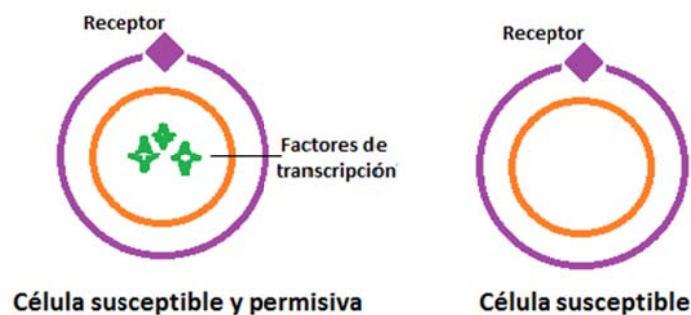 Receptor
Receptor
Factores de
transcripción
Célula susceptible y permisiva
Célula susceptible